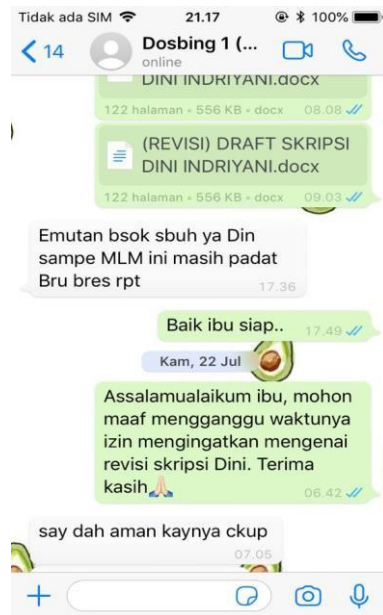 Tidak ada SIM 21.17 100%
14 Dosbing 1 (...
online
DINI INDRIYANI.docx
122 halaman • 556 KB • docx 08.08
(REVISI) DRAFT SKRIPSI
DINI INDRIYANI.docx
122 halaman • 556 KB • docx 09.03
Emutan bsok sbuh ya Din
sampe MLM ini masih padat
Bru bres rpt
17.36
Baik ibu siap.. 17.49
Kam, 22 Jul
Assalamualaikum ibu, mohon
maaf mengganggu waktunya
izin mengingatkan mengenai
revisi skripsi Dini. Terima
kasih🙏🏻 06.42
say dah aman kaynya ckup
07.05